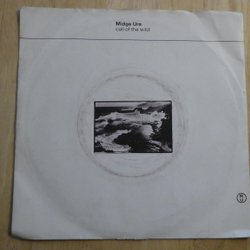 Midge Ure
call of the wild